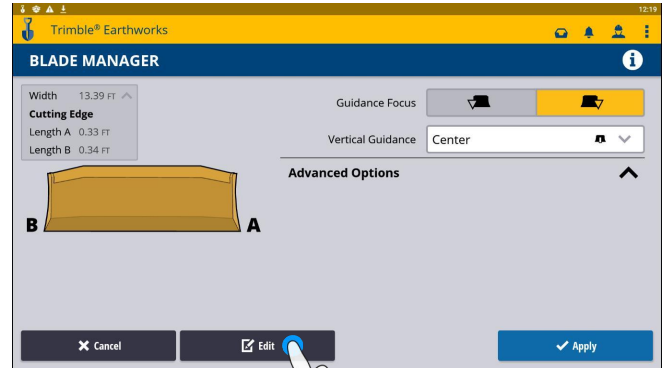 12:19
Trimble® Earthworks
BLADE MANAGER
Width 13.39 FT
Cutting Edge
Length A 0.33 FT
Length B 0.34 FT
B A
Guidance Focus
Vertical Guidance Center
Advanced Options
Cancel Edit Apply